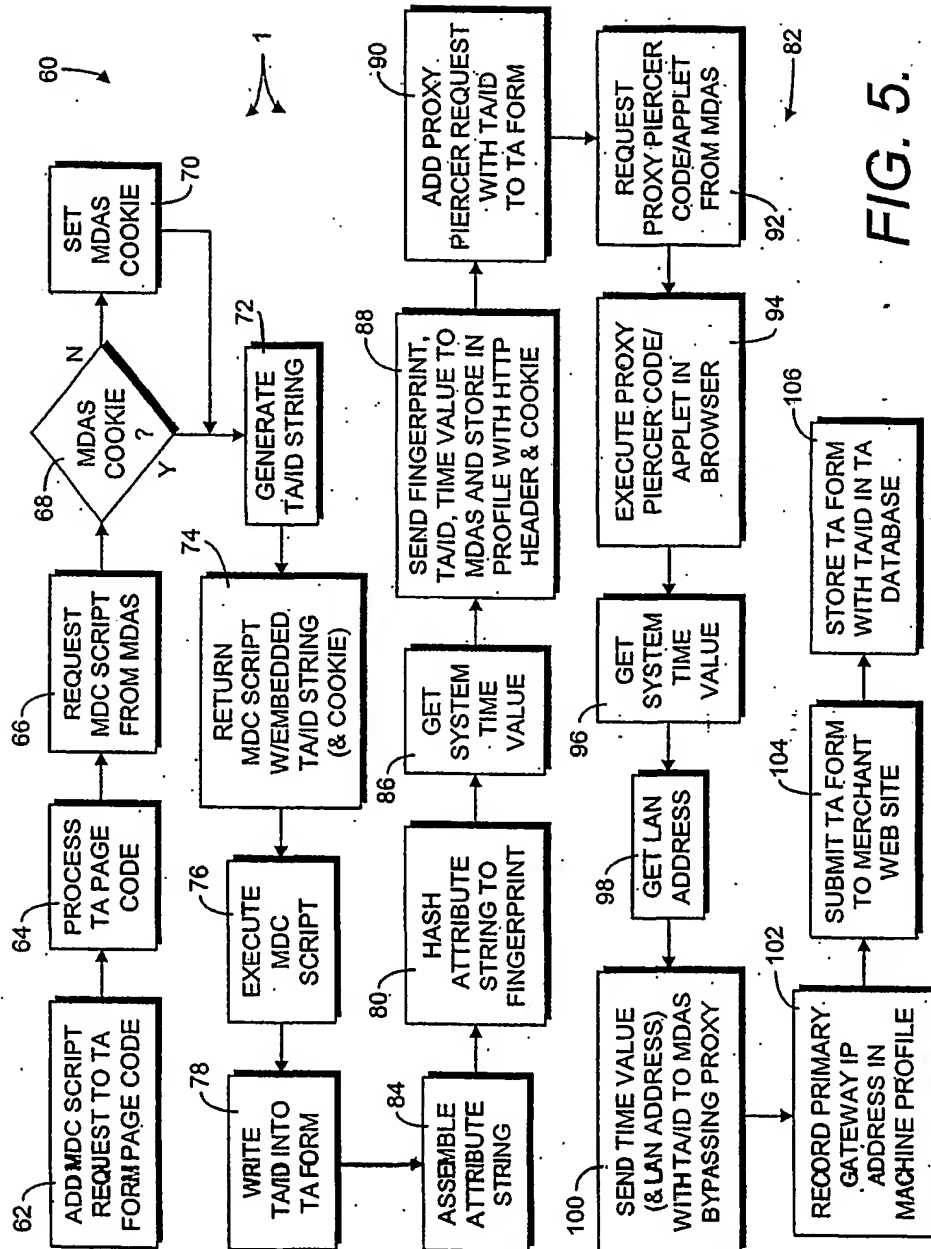 60
1
62
ADD MDC SCRIPT
REQUEST TO TA
FORM PAGE CODE
64
PROCESS
TA PAGE
CODE
66
REQUEST
MDC SCRIPT
FROM MDAS
68
MDAS
COOKIE
?
N
Y
SET
MDAS
COOKIE
70
72
GENERATE
TA/ID STRING
74
RETURN
MDC SCRIPT
W/EMBEDDED
TA/ID STRING
(& COOKIE)
76
EXECUTE
MDC
SCRIPT
78
WRITE
TA/ID INTO
TA FORM
84
ASSEMBLE
ATTRIBUTE
STRING
80
HASH
ATTRIBUTE
STRING TO
FINGERPRINT
86
GET
SYSTEM
TIME
VALUE
88
SEND FINGERPRINT,
TA/ID, TIME VALUE TO
MDAS AND STORE IN
PROFILE WITH HTTP
HEADER & COOKIE
90
ADD PROXY
PIERCER REQUEST
WITH TA/ID
TO TA FORM
REQUEST
PROXY PIERCER
CODE/APPLET
FROM MDAS
92
82
EXECUTE PROXY
PIERCER CODE/
APPLET IN
BROWSER
94
GET
SYSTEM
TIME
VALUE
96
98
GET LAN
ADDRESS
100
SEND TIME VALUE
(& LAN ADDRESS)
WITH TA/ID TO MDAS
BYPASSING PROXY
102
RECORD PRIMARY
GATEWAY IP
ADDRESS IN
MACHINE PROFILE
104
SUBMIT TA FORM
TO MERCHANT
WEB SITE
106
STORE TA FORM
WITH TA/ID IN TA
DATABASE
FIG. 5.